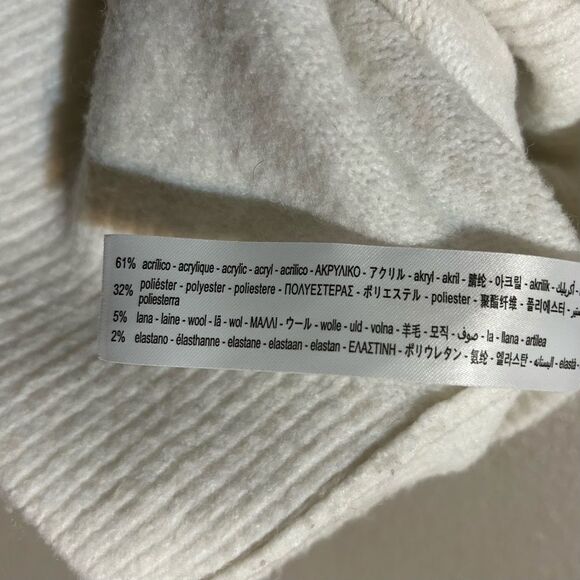 61% acrílico - acrylique - acrylic - acryl - acrilico - ΑΚΡΥΛΙΚΟ - アクリル - akryl - akril - 腈纶 - 아크릴 - akrilik - أكريليك
32% poliéster - polyester - poliestere - ΠΟΛΥΕΣΤΕΡΑΣ - ポリエステル - poliester - 聚酯纤维 - 폴리에스터
poliesterra
5% lana - laine - wool - lã - wol - ΜΑΛΛΙ - ウール - wolle - uld - volna - 羊毛 - 모직 - صوف - la - llana - artilea
2% elastano - élasthanne - elastane - elastaan - elastan - ΕΛΑΣΤΙΝΗ - ポリウレタン - 氨纶 - 엘라스탄 - اليستانه - elastá -